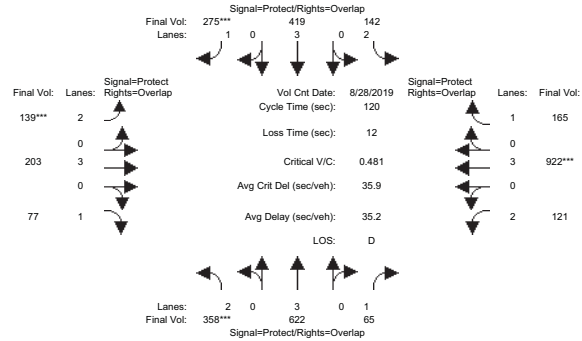 Signal=Protect/Rights=Overlap
Final Vol: 275*** 419 142
Lanes: 1 0 3 0 2
Signal=Protect Signal=Protect
Final Vol: Lanes: Rights=Overlap Vol Cnt Date: 8/28/2019 Rights=Overlap Lanes: Final Vol:
Cycle Time (sec): 120
139*** 2 1 165
Loss Time (sec): 12
0 0
203 3 Critical V/C: 0.481 3 922***
0 Avg Crit Del (sec/veh): 35.9 0
77 1 Avg Delay (sec/veh): 35.2 2 121
LOS: D
Lanes: 2 0 3 0 1
Final Vol: 358*** 622 65
Signal=Protect/Rights=Overlap